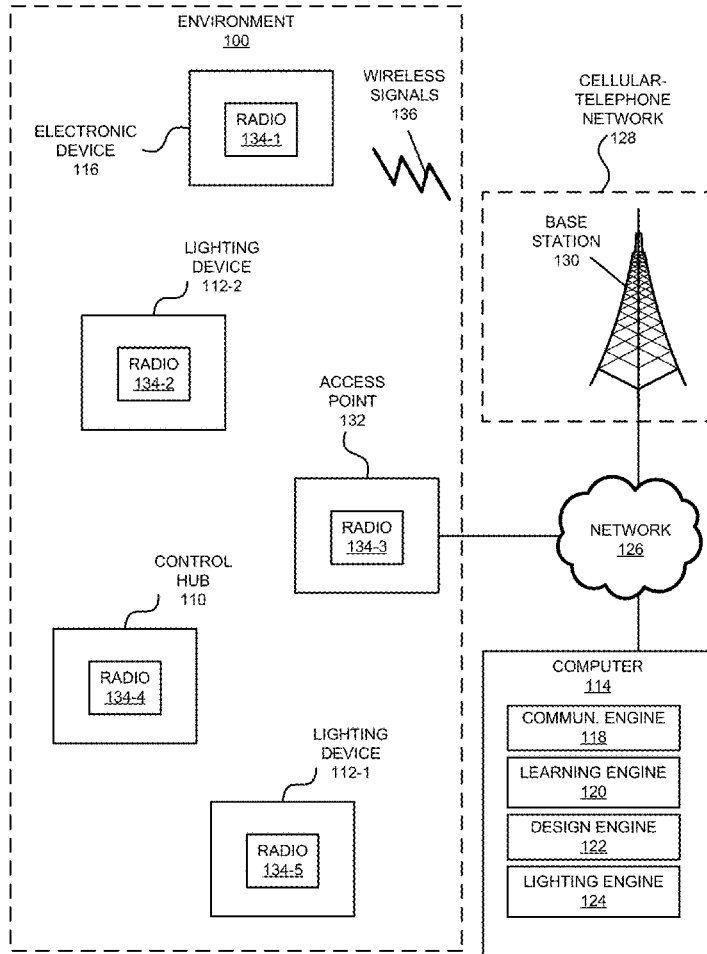 ENVIRONMENT
100
RADIO
134-1
ELECTRONIC
DEVICE
116
WIRELESS
SIGNALS
136
CELLULAR-
TELEPHONE
NETWORK
128
BASE
STATION
130
LIGHTING
DEVICE
112-2
RADIO
134-2
ACCESS
POINT
132
RADIO
134-3
NETWORK
126
CONTROL
HUB
110
RADIO
134-4
LIGHTING
DEVICE
112-1
RADIO
134-5
COMPUTER
114
COMMUN. ENGINE
118
LEARNING ENGINE
120
DESIGN ENGINE
122
LIGHTING ENGINE
124